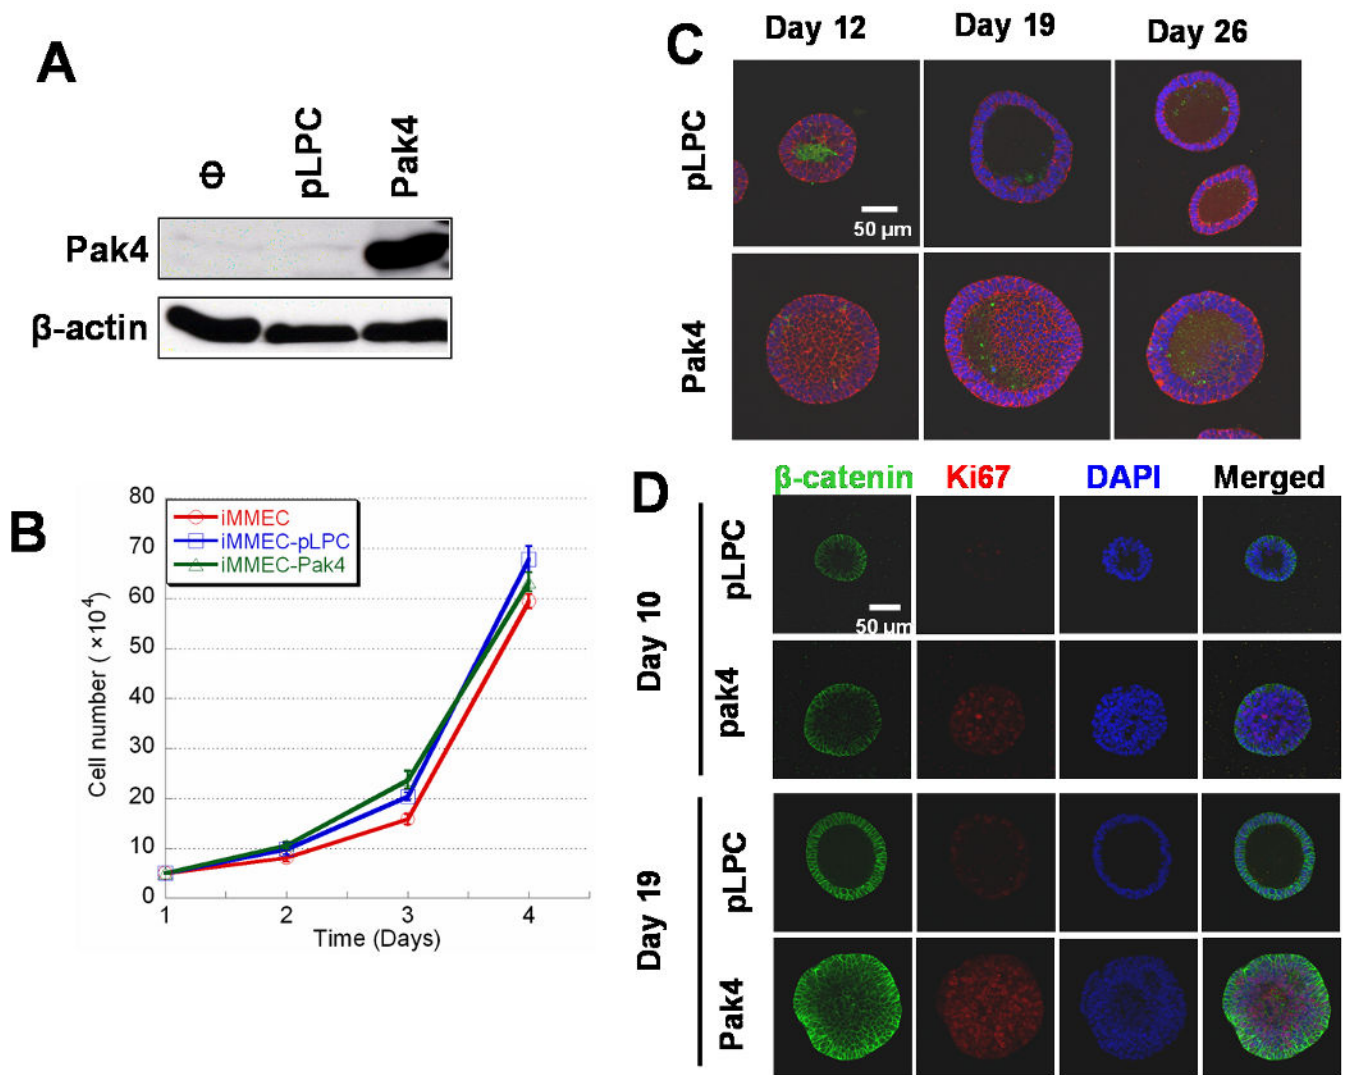 A
Φ
pLPC
Pak4
Pak4
β-actin
B
80
70
60
50
40
30
20
10
0
1
2
3
4
Cell number ( ×10⁴)
Time (Days)
iMMEC
iMMEC-pLPC
iMMEC-Pak4
C
Day 12
Day 19
Day 26
pLPC
50 µm
Pak4
D
β-catenin
Ki67
DAPI
Merged
Day 10
pLPC
50 µm
pak4
Day 19
pLPC
Pak4